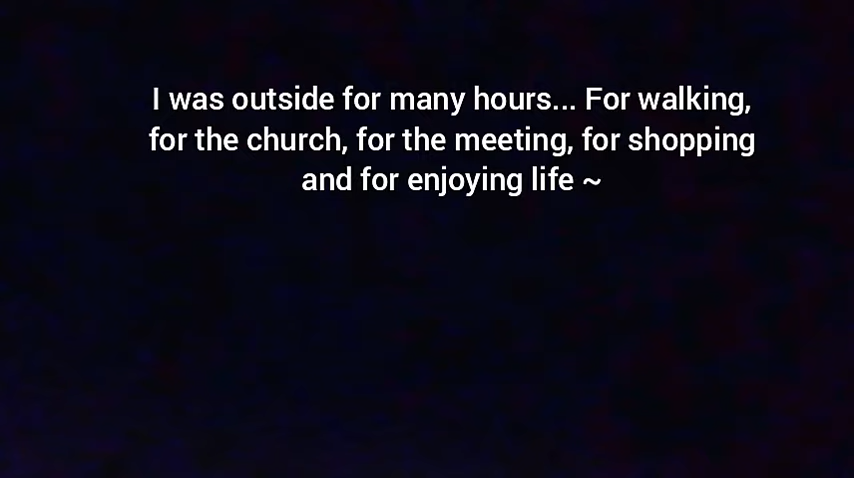 I was outside for many hours... For walking,
for the church, for the meeting, for shopping
and for enjoying life ~